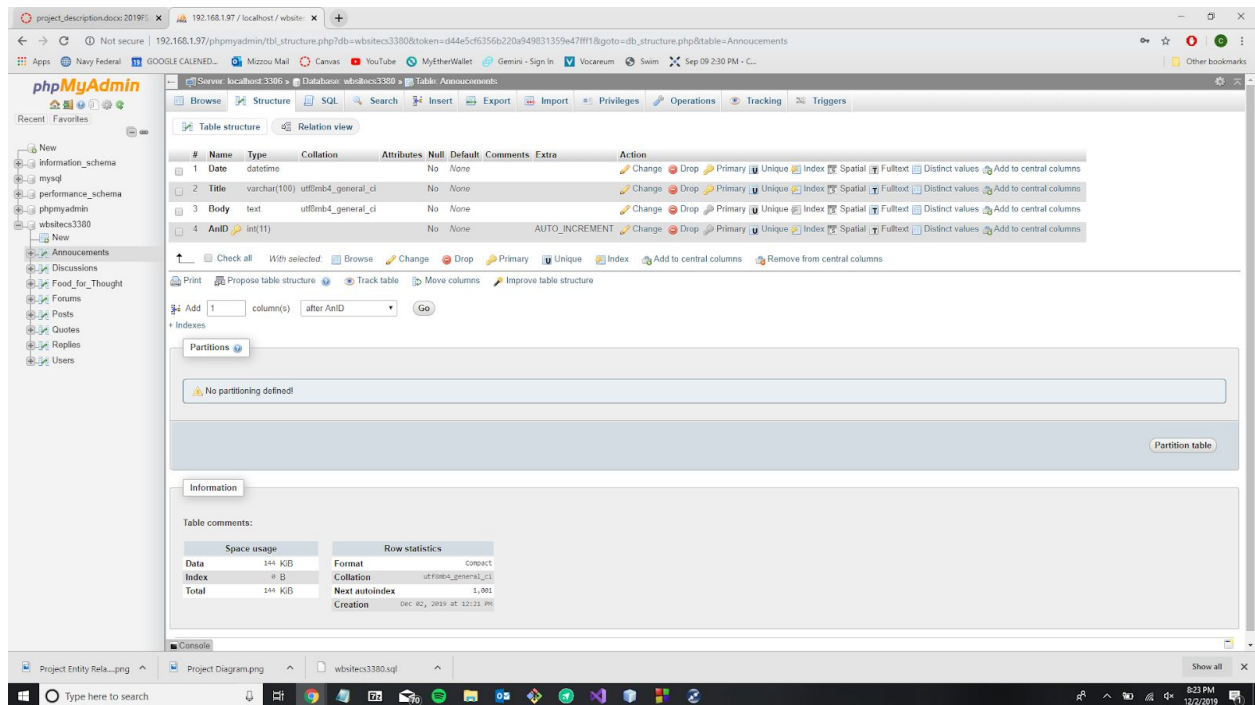 project_description.docx: 2019FS
192.168.1.97 / localhost / wbsite
Not secure | 192.168.1.97/phpmyadmin/tbl_structure.php?db=wbsitecs3380&token=d44e5cf6356b220a949831359e47fff1&goto=db_structure.php&table=Annoucements
Apps Navy Federal GOOGLE CALENED... Mizzou Mail Canvas YouTube MyEtherWallet Gemini - Sign In Vocareum Swim Sep 09 2:30 PM - C... Other bookmarks
phpMyAdmin
Recent Favorites
New
information_schema
mysql
performance_schema
phpmyadmin
wbsitecs3380
New
Annoucements
Discussions
Food_for_Thought
Forums
Posts
Quotes
Replies
Users
Server: localhost:3306 » Database: wbsitecs3380 » Table: Annoucements
Browse Structure SQL Search Insert Export Import Privileges Operations Tracking Triggers
Table structure Relation view
# Name Type Collation Attributes Null Default Comments Extra Action
1 Date datetime No None Change Drop Primary Unique Index Spatial Fulltext Distinct values Add to central columns
2 Title varchar(100) utf8mb4_general_ci No None Change Drop Primary Unique Index Spatial Fulltext Distinct values Add to central columns
3 Body text utf8mb4_general_ci No None Change Drop Primary Unique Index Spatial Fulltext Distinct values Add to central columns
4 AnID int(11) No None AUTO_INCREMENT Change Drop Primary Unique Index Spatial Fulltext Distinct values Add to central columns
Check all With selected: Browse Change Drop Primary Unique Index Add to central columns Remove from central columns
Print Propose table structure Track table Move columns Improve table structure
Add 1 column(s) after AnID Go
+ Indexes
Partitions
No partitioning defined!
Partition table
Information
Table comments:
Space usage
Data 144 KiB
Index 0 B
Total 144 KiB
Row statistics
Format Compact
Collation utf8mb4_general_ci
Next autoindex 1,001
Creation Dec 02, 2019 at 12:21 PM
Console
Project Entity Rela....png Project Diagram.png wbsitecs3380.sql Show all
Type here to search
8:23 PM
12/2/2019